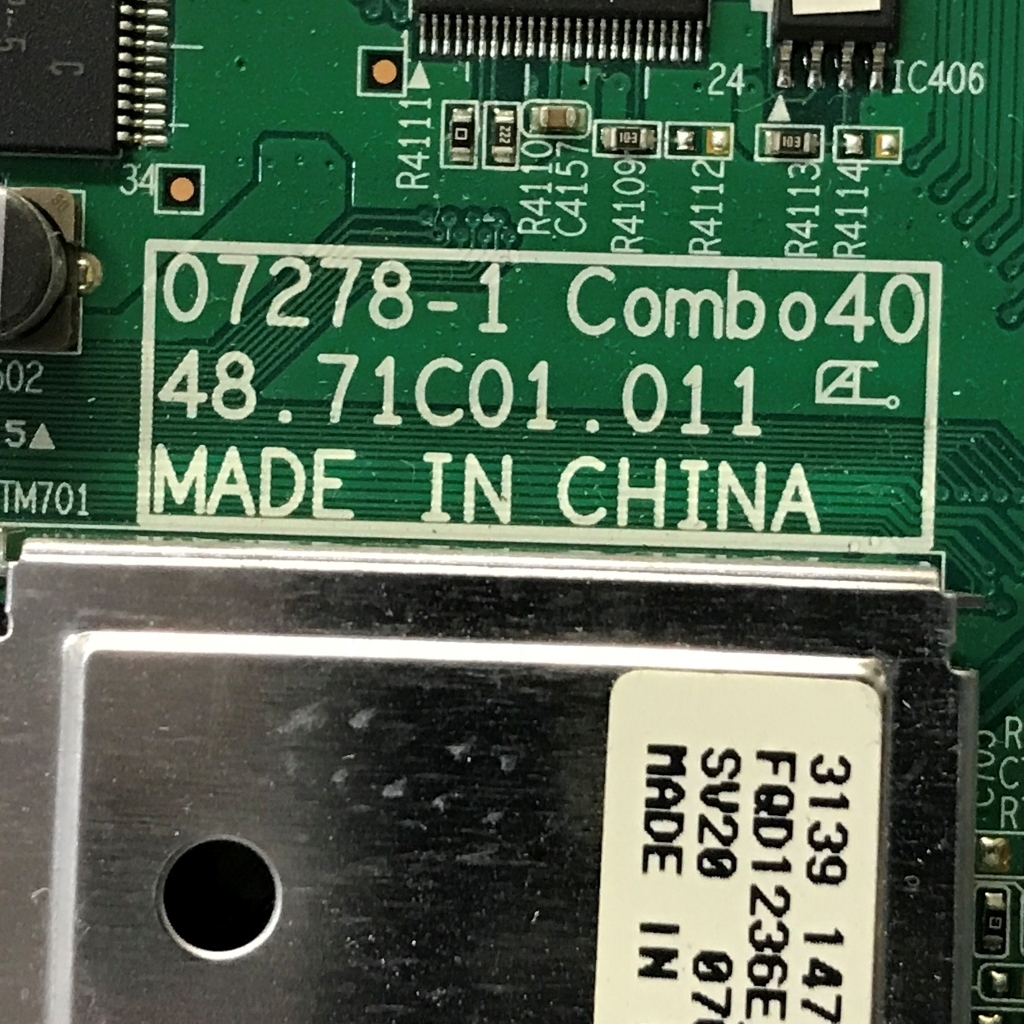 C
24
IC406
R4111
R4110
C4157
R4109
R4112
R4113
R4114
34
07278-1 Combo40
48.71C01.011
MADE IN CHINA
5
TM701
3139 147
FQD1236E
SV20 07
MADE IN